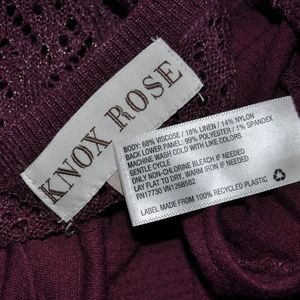 KNOX ROSE
BODY: 68% VISCOSE / 18% LINEN / 14% NYLON
BACK LOWER PANEL: 99% POLYESTER / 1% SPANDEX
MACHINE WASH COLD WITH LIKE COLORS
GENTLE CYCLE
ONLY NON-CHLORINE BLEACH IF NEEDED
LAY FLAT TO DRY, WARM IRON IF NEEDED
RN17730 VN1268582
LABEL MADE FROM 100% RECYCLED PLASTIC